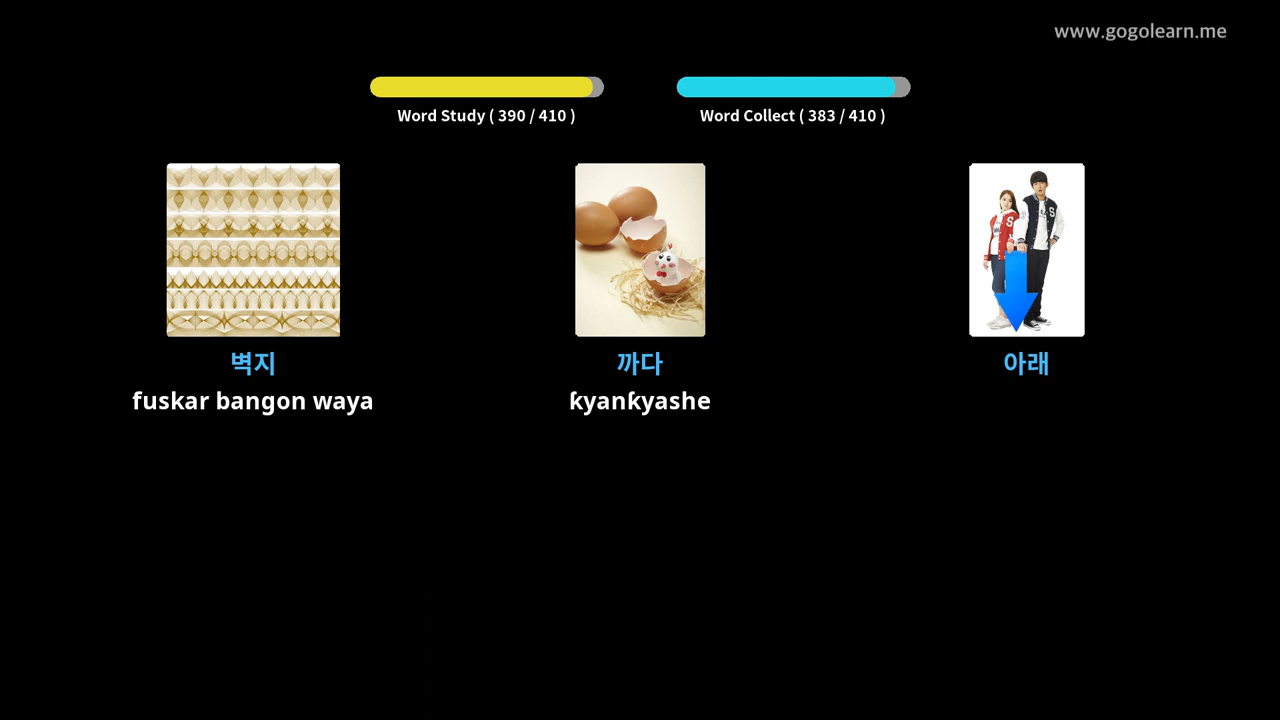 www.gogolearn.me
Word Study ( 390 / 410 )
Word Collect ( 383 / 410 )
벽지
까다
아래
fuskar bangon waya
ƙyanƙyashe